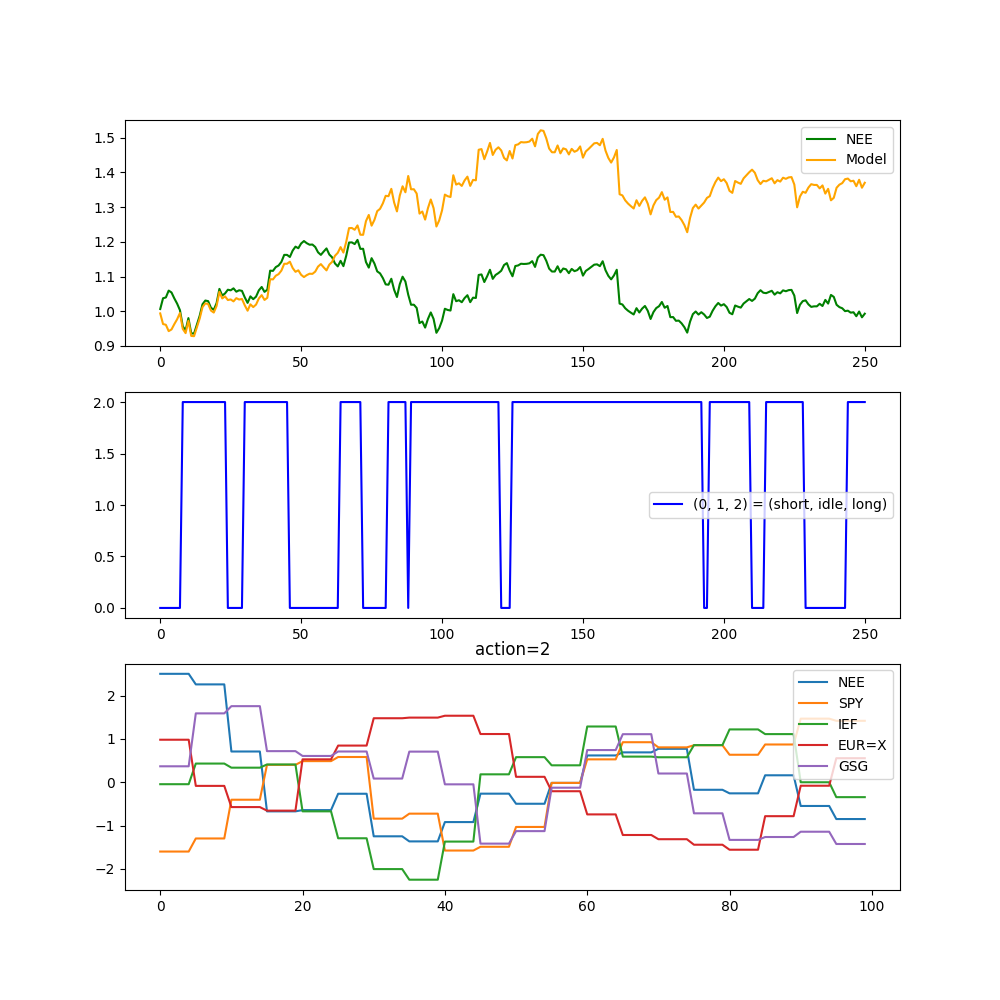 1.5
1.4
1.3
1.2
1.1
1.0
0.9
NEE
Model
0 50 100 150 200 250
2.0
1.5
1.0
0.5
0.0
(0, 1, 2) = (short, idle, long)
0 50 100 150 200 250
action=2
2
1
0
−1
−2
NEE
SPY
IEF
EUR=X
GSG
0 20 40 60 80 100